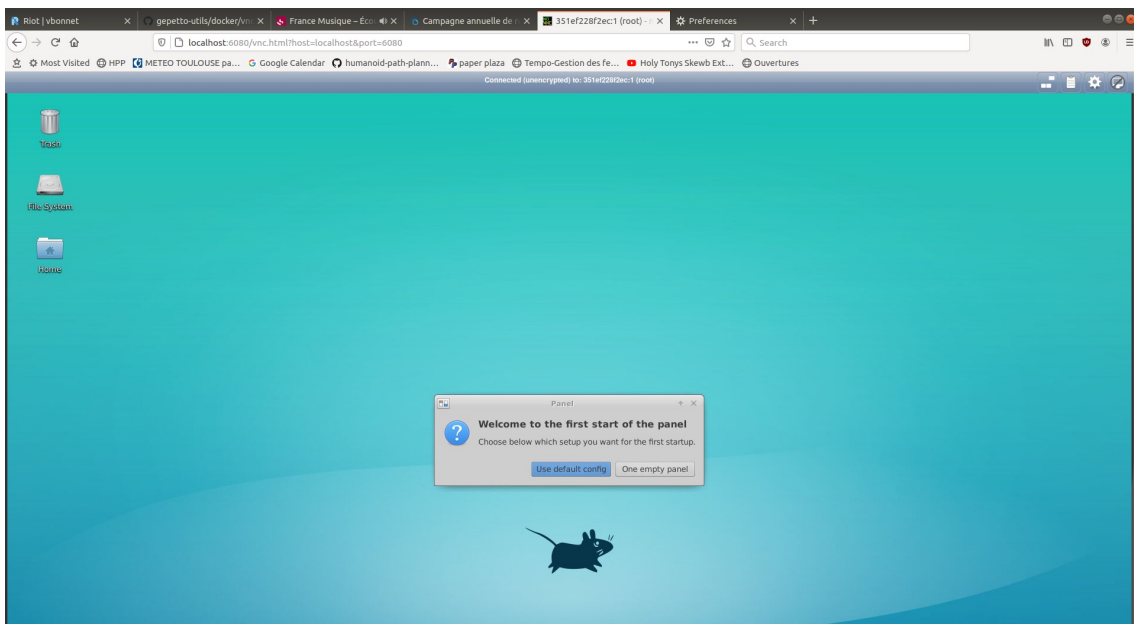 Riot | vbonnet
gepetto-utils/docker/vnc
France Musique – Éco
Campagne annuelle de r
351ef228f2ec:1 (root) - n
Preferences
localhost:6080/vnc.html?host=localhost&port=6080
Search
Most Visited
HPP
METEO TOULOUSE pa...
Google Calendar
humanoid-path-plann...
paper plaza
Tempo-Gestion des fe...
Holy Tonys Skewb Ext...
Ouvertures
Connected (unencrypted) to: 351ef228f2ec:1 (root)
Trash
File System
Home
Panel
Welcome to the first start of the panel
Choose below which setup you want for the first startup.
Use default config
One empty panel